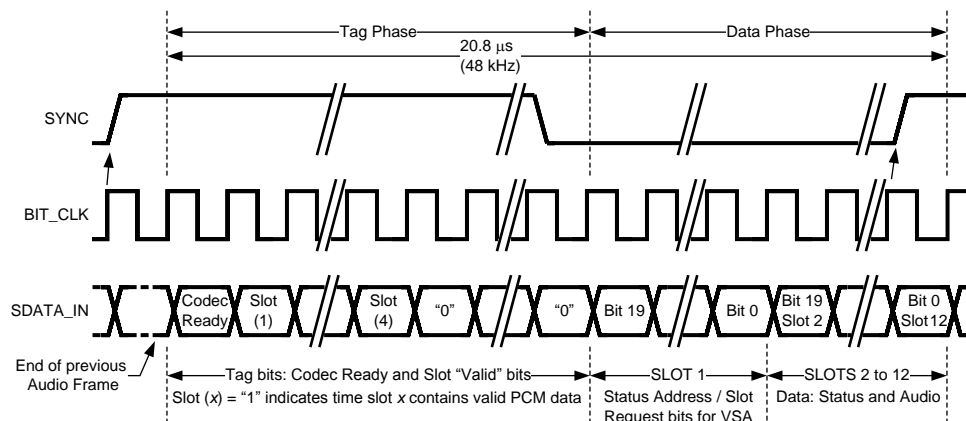 Tag Phase
Data Phase
20.8 μs
(48 kHz)
SYNC
BIT_CLK
SDATA_IN
Codec
Ready
Slot
(1)
Slot
(4)
“0”
“0”
Bit 19
Bit 0
Bit 19
Slot 2
Bit 0
Slot 12
End of previous
Audio Frame
Tag bits: Codec Ready and Slot “Valid” bits
Slot (x) = “1” indicates time slot x contains valid PCM data
SLOT 1
Status Address / Slot
Request bits for VSA
SLOTS 2 to 12
Data: Status and Audio